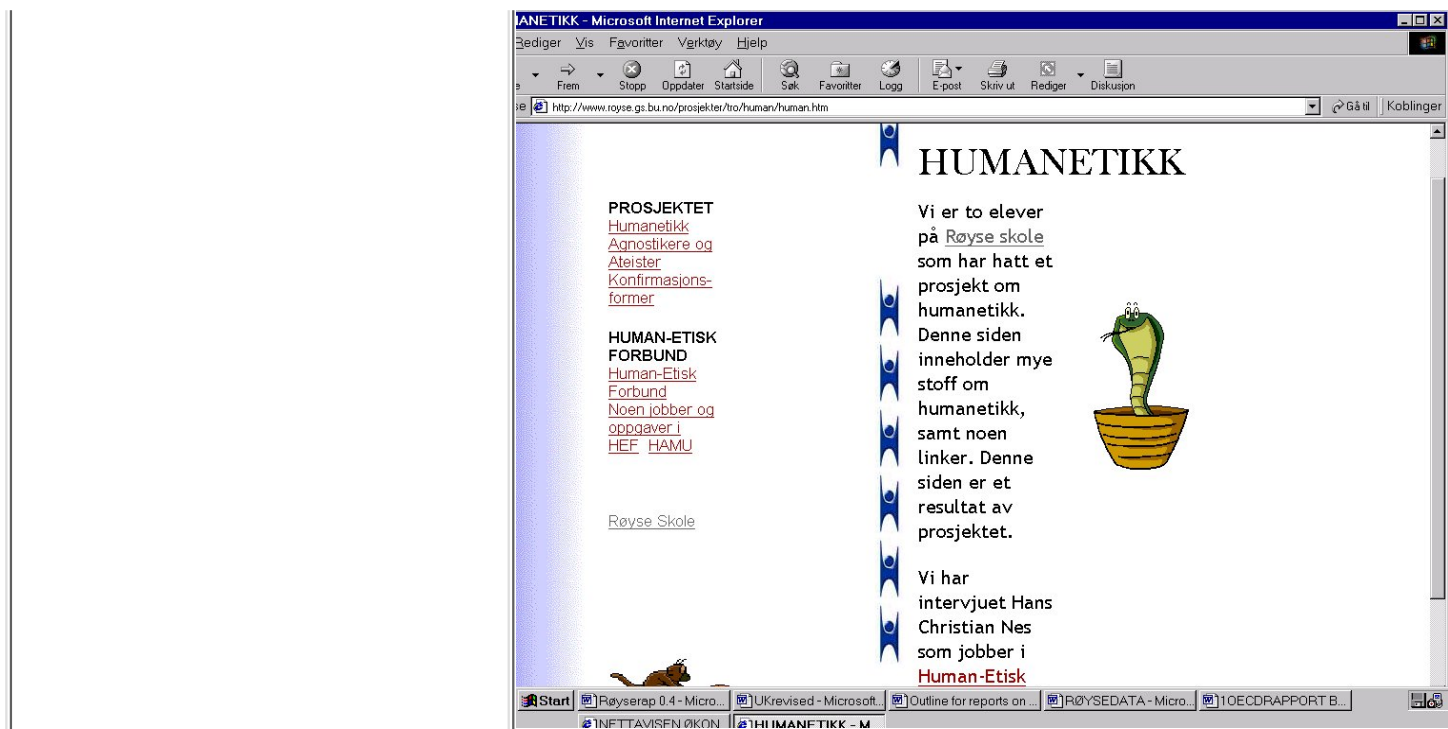 IANETIKK - Microsoft Internet Explorer
Rediger Vis Favoritter Verktøy Hjelp
Frem Stopp Oppdater Startside Søk Favoritter Logg E-post Skriv ut Rediger Diskusjon
se http://www.royse.gs.bu.no/prosjekter/tro/human/human.htm Gå til Koblinger
HUMANETIKK
PROSJEKTET
Humanetikk
Agnostikere og
Ateister
Konfirmasjons-
former
HUMAN-ETISK
FORBUND
Human-Etisk
Forbund
Noen jobber og
oppgaver i
HEF HAMU
Røyse Skole
Vi er to elever
på Røyse skole
som har hatt et
prosjekt om
humanetikk.
Denne siden
inneholder mye
stoff om
humanetikk,
samt noen
linker. Denne
siden er et
resultat av
prosjektet.
Vi har
intervjuet Hans
Christian Nes
som jobber i
Human-Etisk
Start Røyserap 0.4 - Micro... UKrevised - Microsoft... Outline for reports on ... RØYSEDATA - Micro... 1OECDRAPPORT B...
NETTAVISEN ØKON HUMANETIKK - M